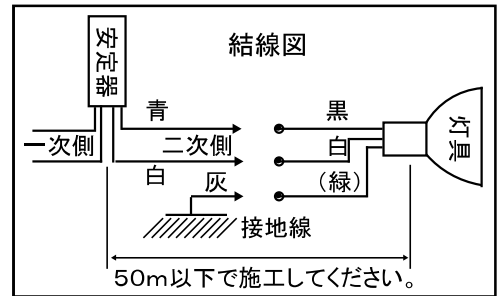 結線図
安定器
青
黒
灯具
一次側
二次側
白
白
灰
(緑)
接地線
50m以下で施工してください。